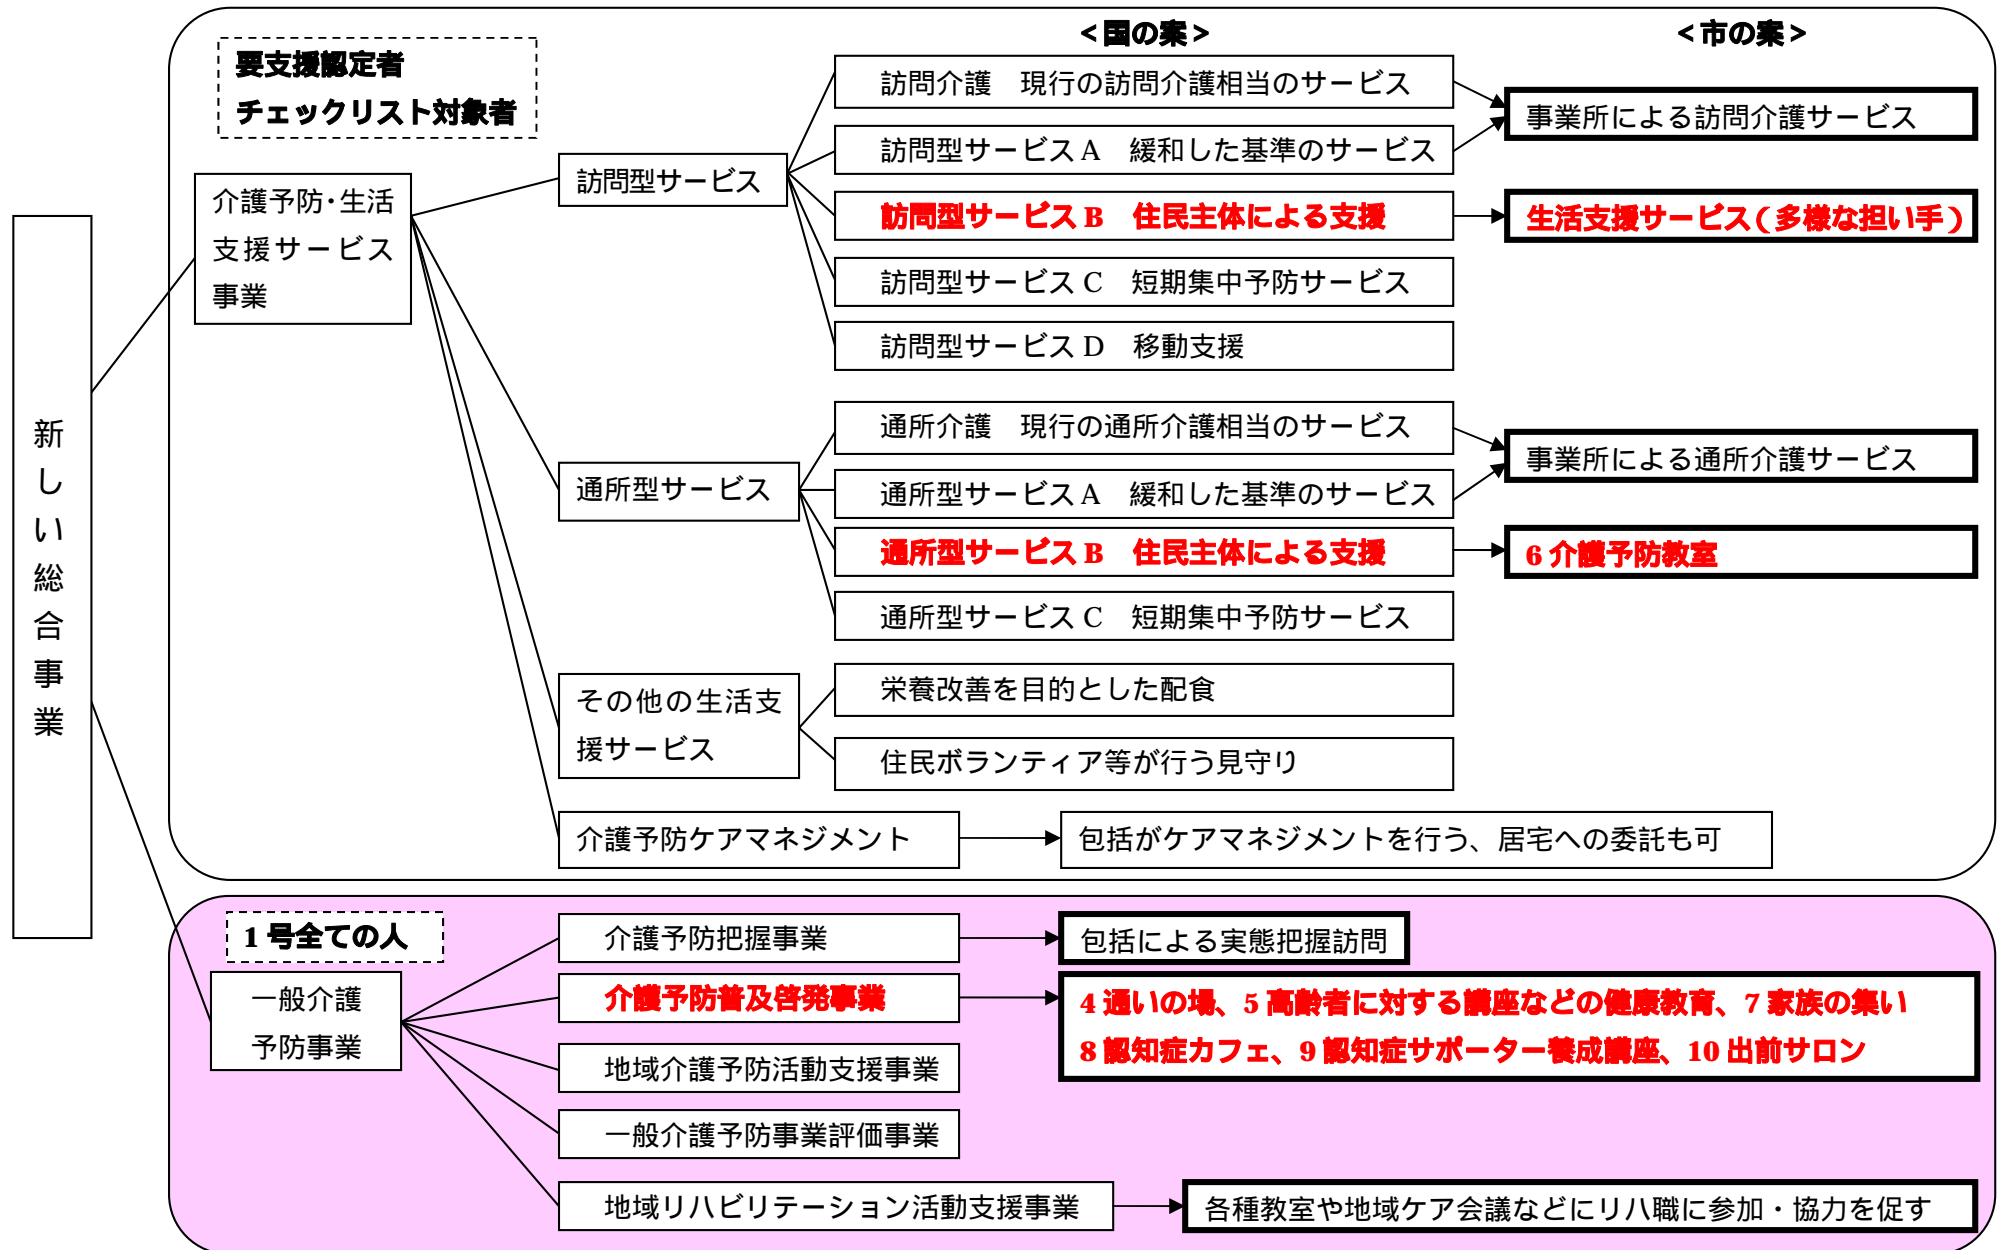 <国の案>
<市の案>
要支援認定者
チェックリスト対象者
新しい総合事業
介護予防・生活
支援サービス
事業
訪問型サービス
訪問介護　現行の訪問介護相当のサービス
訪問型サービス A　緩和した基準のサービス
訪問型サービス B　住民主体による支援
訪問型サービス C　短期集中予防サービス
訪問型サービス D　移動支援
事業所による訪問介護サービス
生活支援サービス(多様な担い手)
通所型サービス
通所介護　現行の通所介護相当のサービス
通所型サービス A　緩和した基準のサービス
通所型サービス B　住民主体による支援
通所型サービス C　短期集中予防サービス
事業所による通所介護サービス
6 介護予防教室
その他の生活支
援サービス
栄養改善を目的とした配食
住民ボランティア等が行う見守り
介護予防ケアマネジメント
包括がケアマネジメントを行う、居宅への委託も可
1 号全ての人
一般介護
予防事業
介護予防把握事業
包括による実態把握訪問
介護予防普及啓発事業
4 通いの場、5 高齢者に対する講座などの健康教育、7 家族の集い
8 認知症カフェ、9 認知症サポーター養成講座、10 出前サロン
地域介護予防活動支援事業
一般介護予防事業評価事業
地域リハビリテーション活動支援事業
各種教室や地域ケア会議などにリハ職に参加・協力を促す